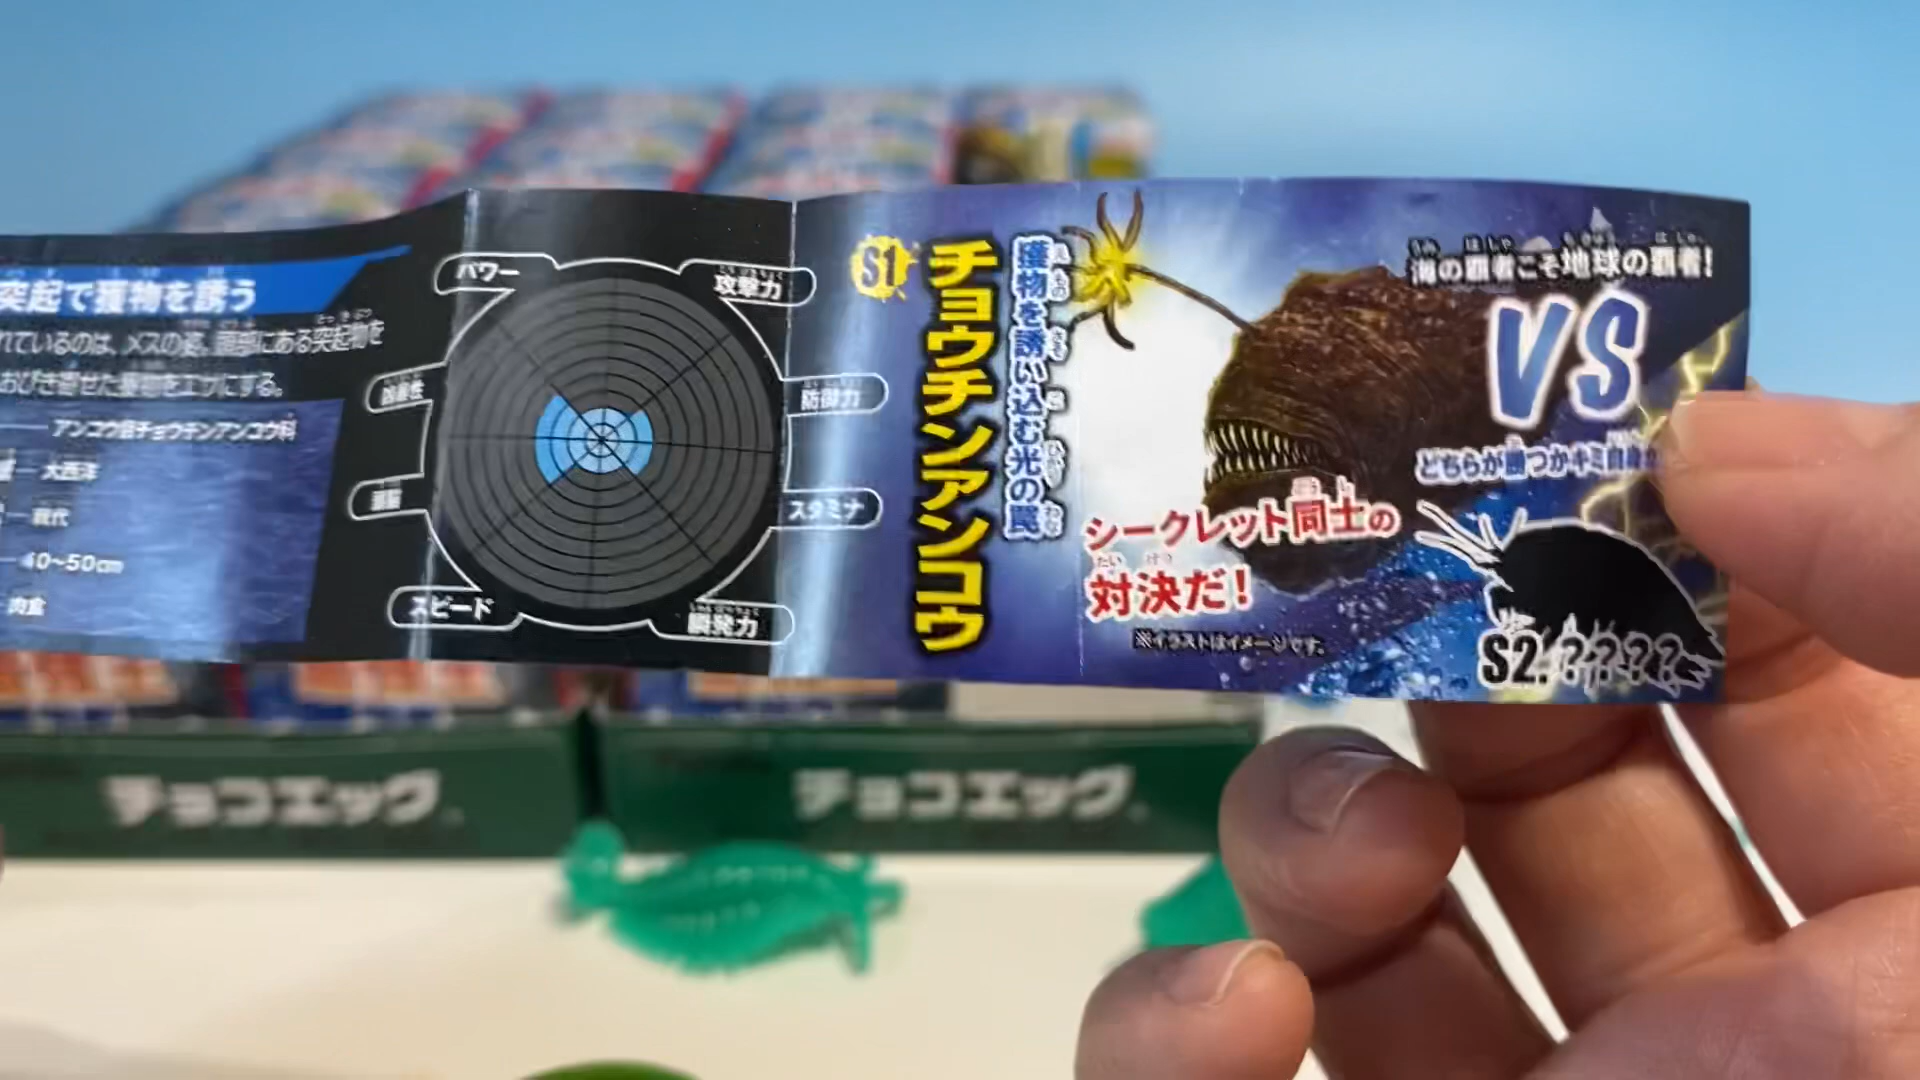 突起で獲物を誘う
れているのは、メスの姿。頭部にある突起物を
おびき寄せた獲物をエサにする。
アンコウ目チョウチンアンコウ科
大西洋
現代
40~50cm
肉食
パワー
攻撃力
凶暴性
防御力
頭脳
スタミナ
スピード
瞬発力
S1
チョウチンアンコウ
獲物を誘い込む光の罠
海の覇者こそ地球の覇者!
VS
どちらが勝つかキミ自身が
シークレット同士の
対決だ!
※イラストはイメージです。
S2.????
チョコエッグ
チョコエッグ